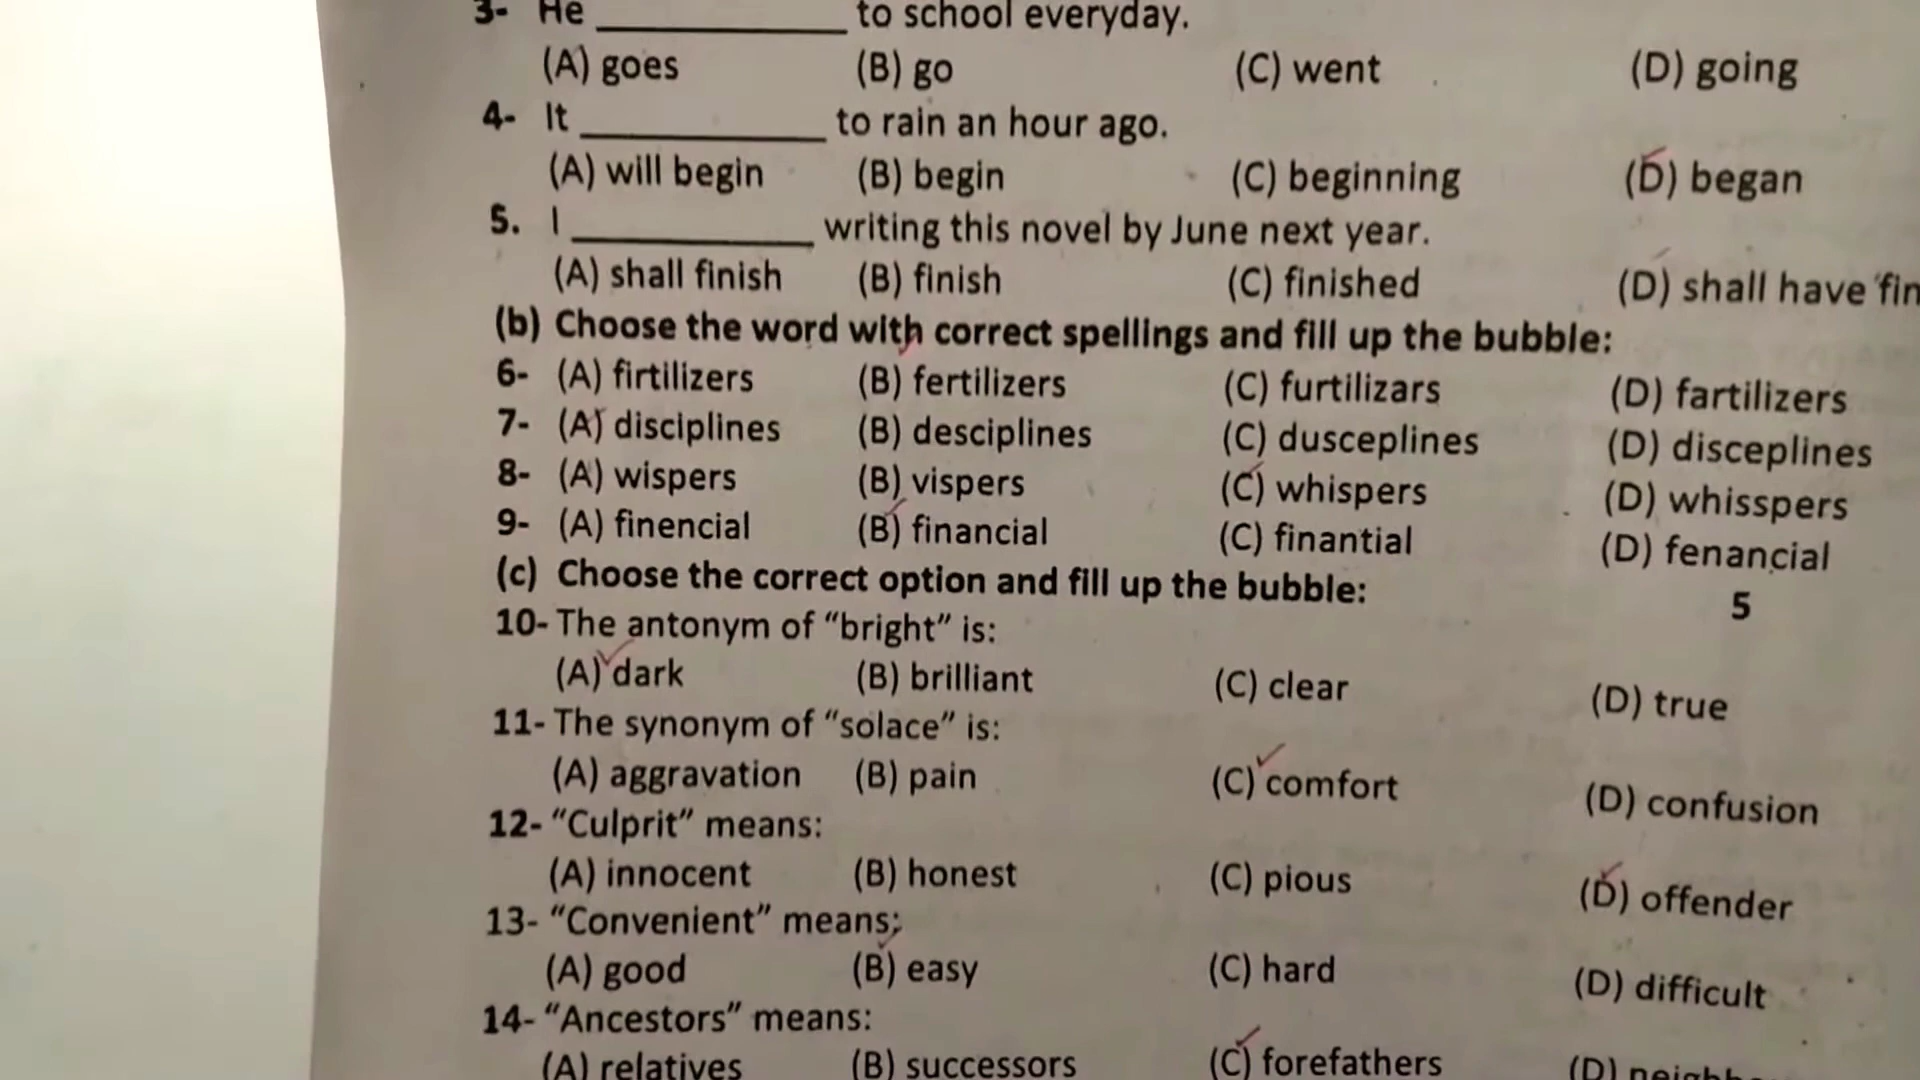 3- He __________ to school everyday.
(A) goes (B) go (C) went (D) going
4- It __________ to rain an hour ago.
(A) will begin (B) begin (C) beginning (D) began
5. I __________ writing this novel by June next year.
(A) shall finish (B) finish (C) finished (D) shall have fin
(b) Choose the word with correct spellings and fill up the bubble:
6- (A) firtilizers (B) fertilizers (C) furtilizars (D) fartilizers
7- (A) disciplines (B) desciplines (C) dusceplines (D) disceplines
8- (A) wispers (B) vispers (C) whispers (D) whisspers
9- (A) finencial (B) financial (C) finantial (D) fenancial
(c) Choose the correct option and fill up the bubble: 5
10- The antonym of “bright” is:
(A) dark (B) brilliant (C) clear (D) true
11- The synonym of “solace” is:
(A) aggravation (B) pain (C) comfort (D) confusion
12- “Culprit” means:
(A) innocent (B) honest (C) pious (D) offender
13- “Convenient” means:
(A) good (B) easy (C) hard (D) difficult
14- “Ancestors” means:
(A) relatives (B) successors (C) forefathers (D)